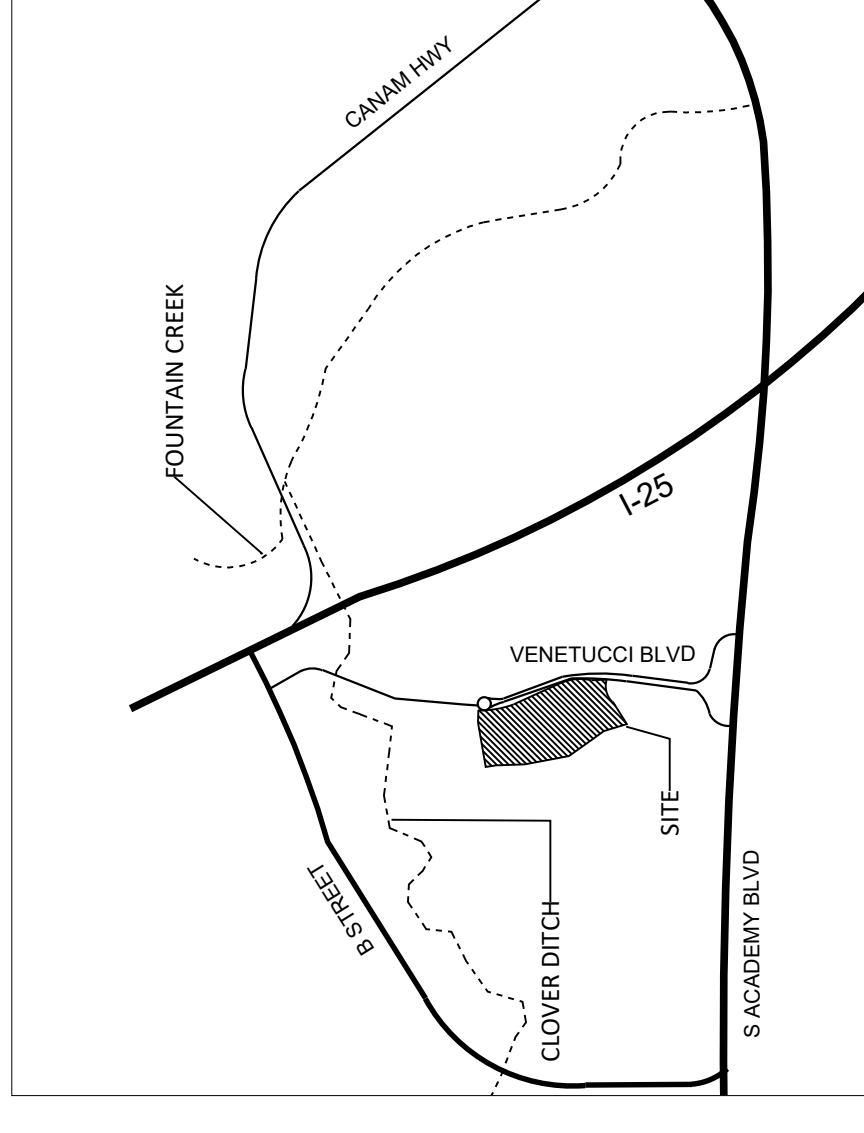 CANAM HWY
FOUNTAIN CREEK
I-25
VENETUCCI BLVD
SITE
B STREET
CLOVER DITCH
S ACADEMY BLVD